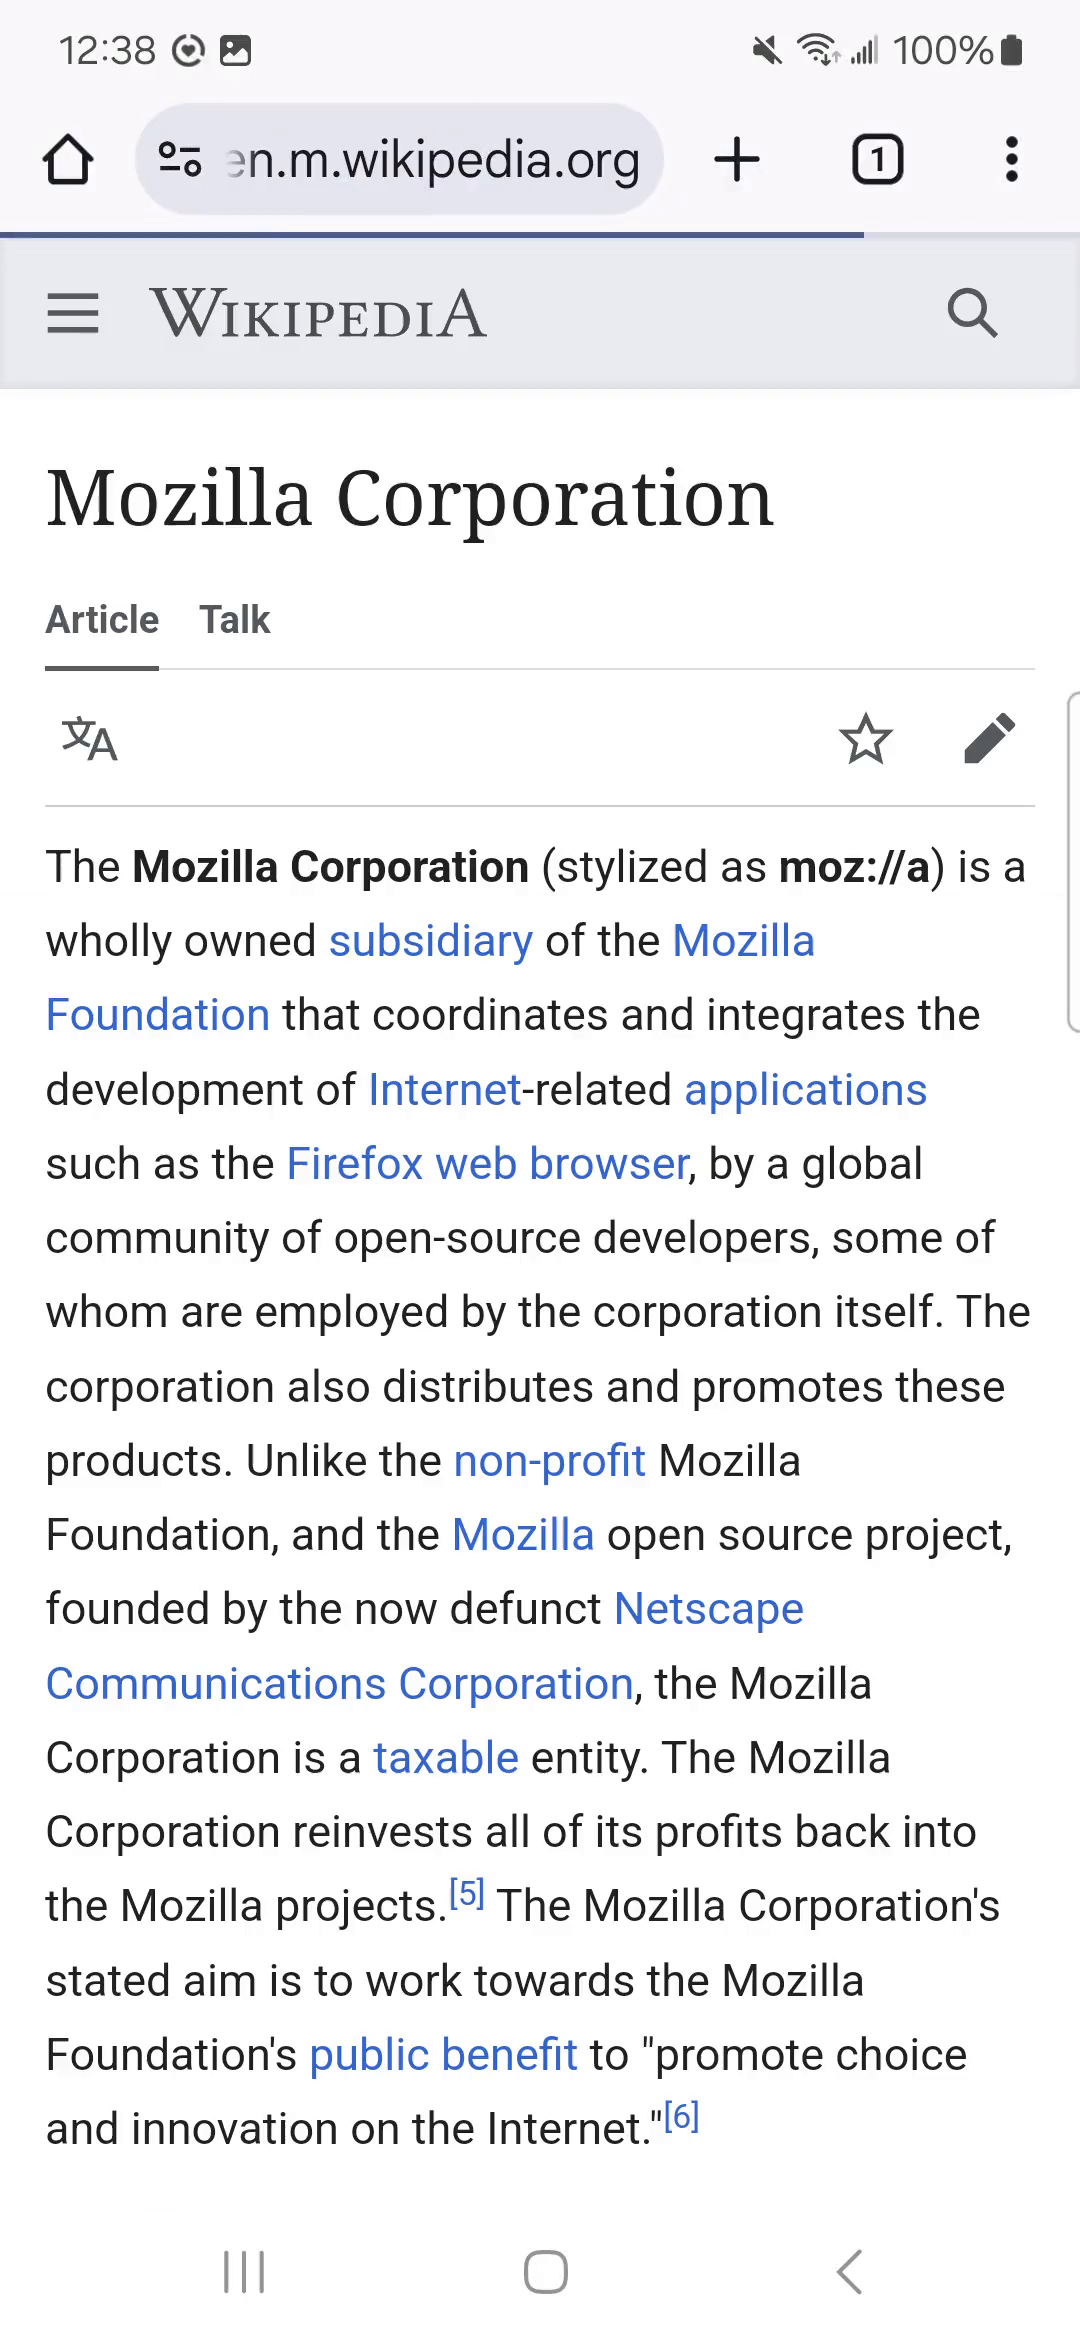 12:38
100%
en.m.wikipedia.org
1
WIKIPEDIA
Mozilla Corporation
Article Talk
文A
The Mozilla Corporation (stylized as moz://a) is a
wholly owned subsidiary of the Mozilla
Foundation that coordinates and integrates the
development of Internet-related applications
such as the Firefox web browser, by a global
community of open-source developers, some of
whom are employed by the corporation itself. The
corporation also distributes and promotes these
products. Unlike the non-profit Mozilla
Foundation, and the Mozilla open source project,
founded by the now defunct Netscape
Communications Corporation, the Mozilla
Corporation is a taxable entity. The Mozilla
Corporation reinvests all of its profits back into
the Mozilla projects.[5] The Mozilla Corporation's
stated aim is to work towards the Mozilla
Foundation's public benefit to "promote choice
and innovation on the Internet."[6]